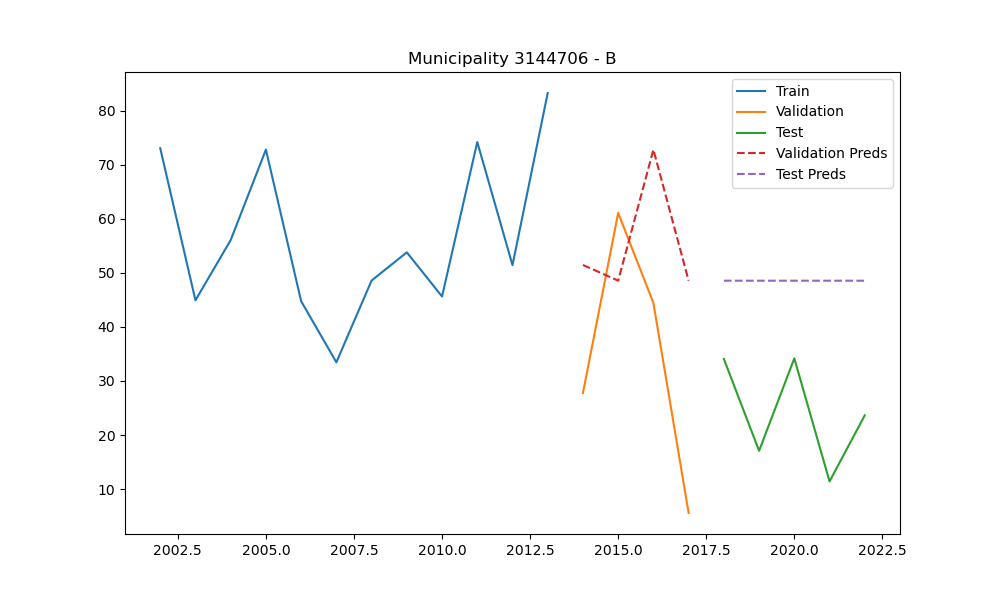 Municipality 3144706 - B
Train
Validation
Test
Validation Preds
Test Preds
80
70
60
50
40
30
20
10
2002.5 2005.0 2007.5 2010.0 2012.5 2015.0 2017.5 2020.0 2022.5